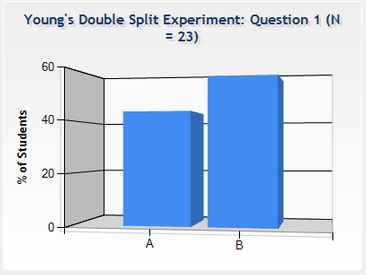 Young's Double Split Experiment: Question 1 (N
= 23)
60
40
20
0
% of Students
A
B